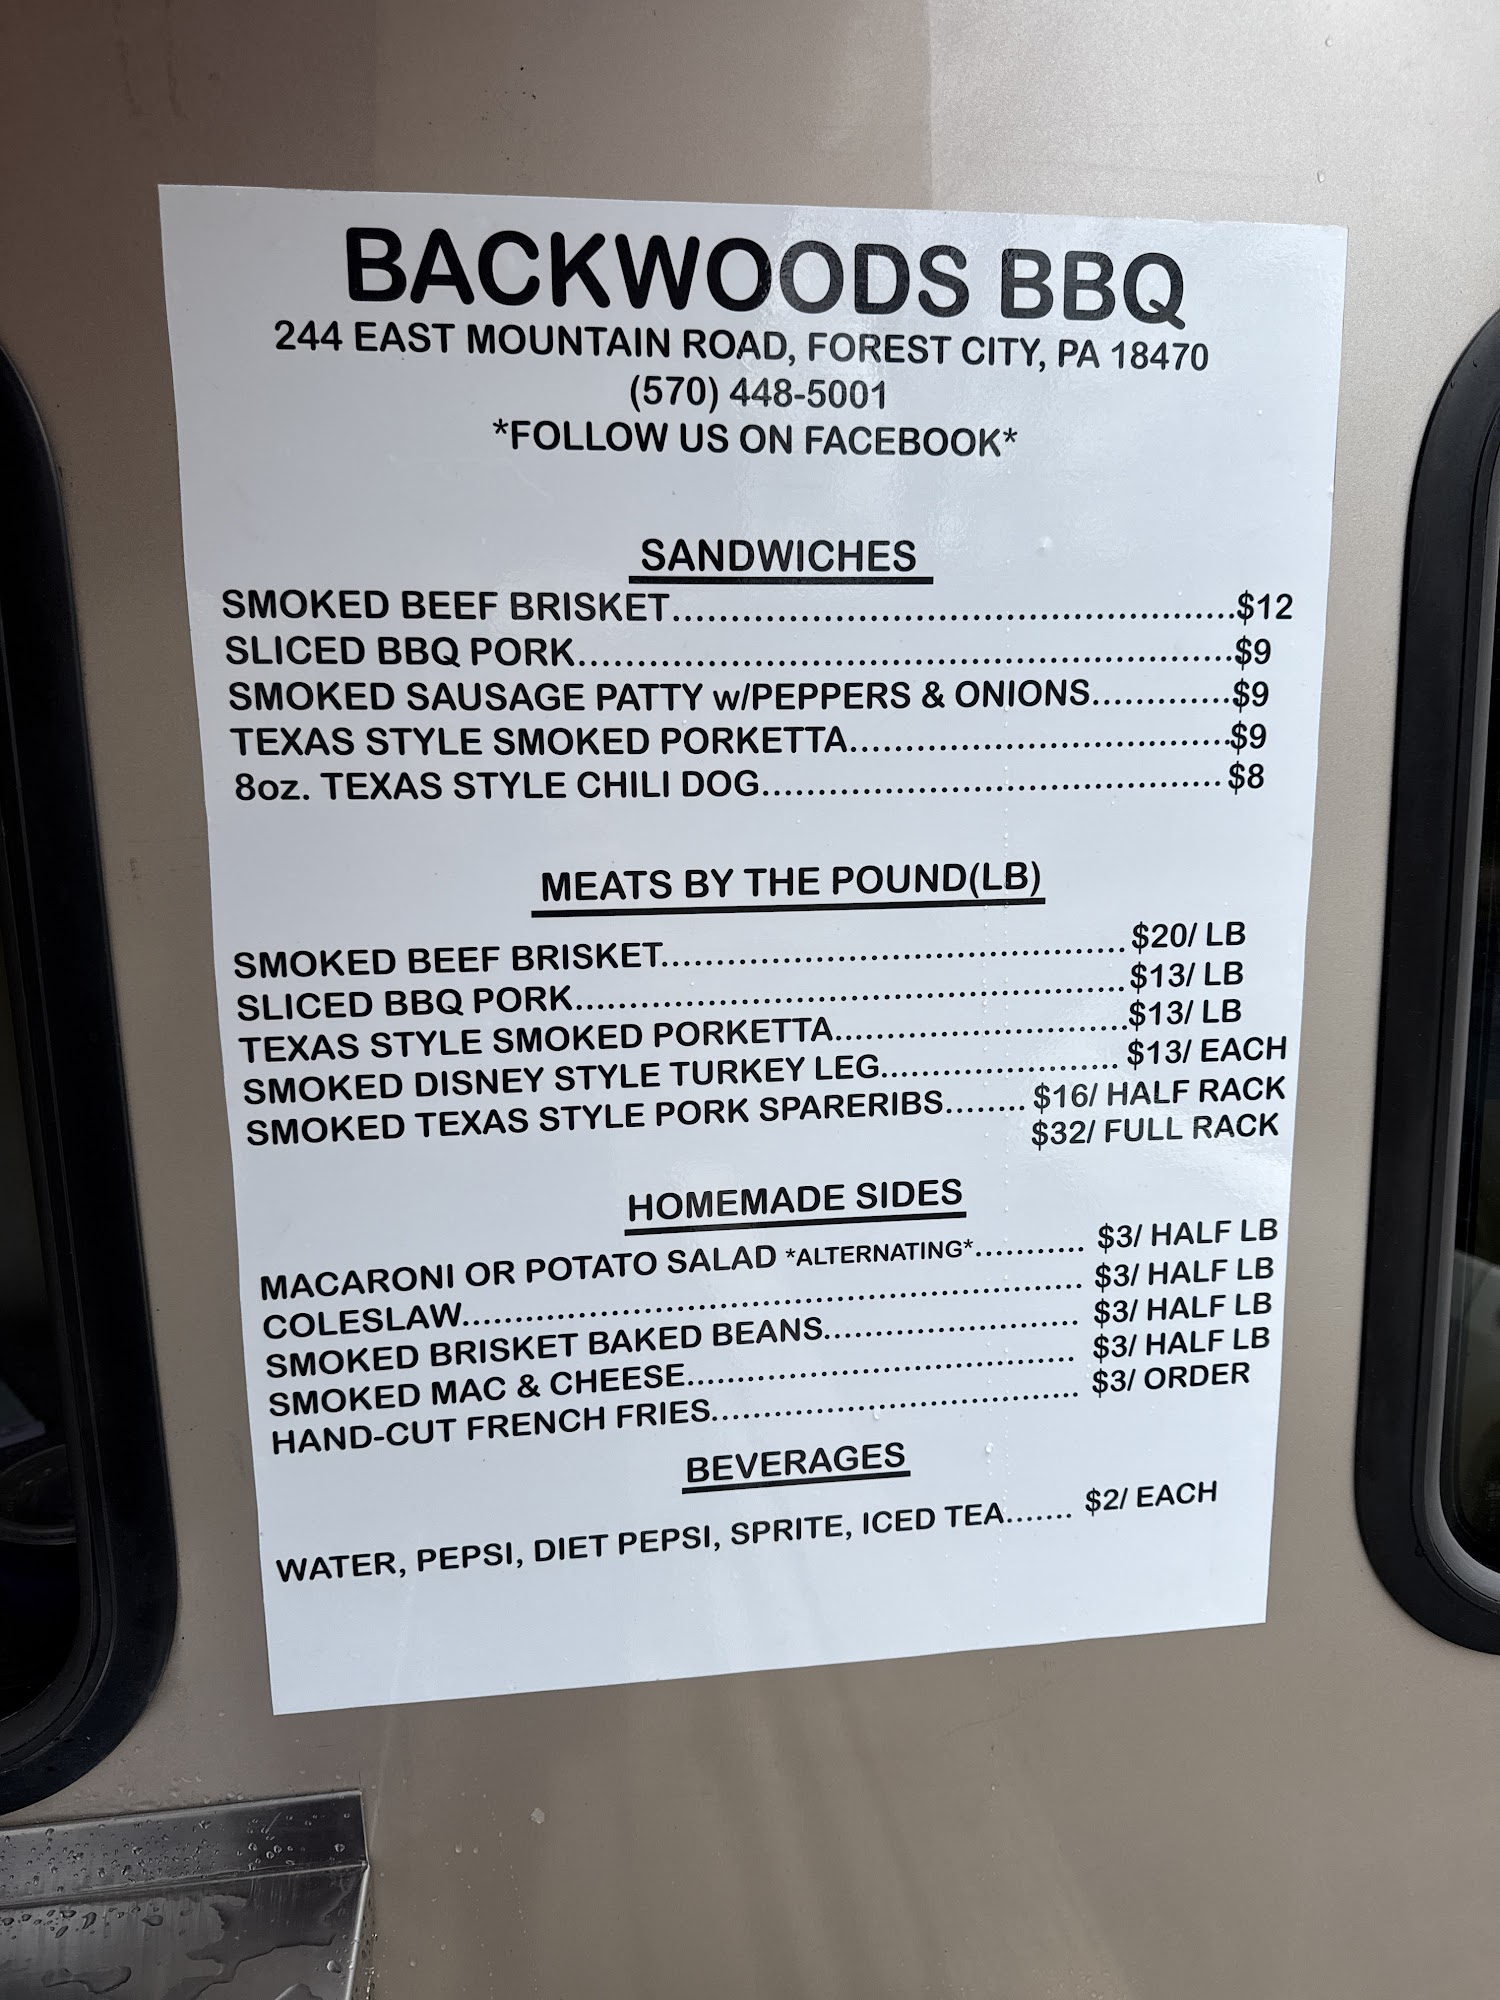 BACKWOODS BBQ
244 EAST MOUNTAIN ROAD, FOREST CITY, PA 18470
(570) 448-5001
*FOLLOW US ON FACEBOOK*
SANDWICHES
SMOKED BEEF BRISKET................................................$12
SLICED BBQ PORK........................................................$9
SMOKED SAUSAGE PATTY w/PEPPERS & ONIONS............$9
TEXAS STYLE SMOKED PORKETTA................................$9
8oz. TEXAS STYLE CHILI DOG....................................... $8
MEATS BY THE POUND(LB)
SMOKED BEEF BRISKET....................................... $20/ LB
SLICED BBQ PORK...............................................$13/ LB
TEXAS STYLE SMOKED PORKETTA.........................$13/ LB
SMOKED DISNEY STYLE TURKEY LEG.................... $13/ EACH
SMOKED TEXAS STYLE PORK SPARERIBS........ $16/ HALF RACK
$32/ FULL RACK
HOMEMADE SIDES
MACARONI OR POTATO SALAD *ALTERNATING*........... $3/ HALF LB
COLESLAW..................................................... $3/ HALF LB
SMOKED BRISKET BAKED BEANS...................... $3/ HALF LB
SMOKED MAC & CHEESE.................................. $3/ HALF LB
HAND-CUT FRENCH FRIES................................ $3/ ORDER
BEVERAGES
WATER, PEPSI, DIET PEPSI, SPRITE, ICED TEA....... $2/ EACH